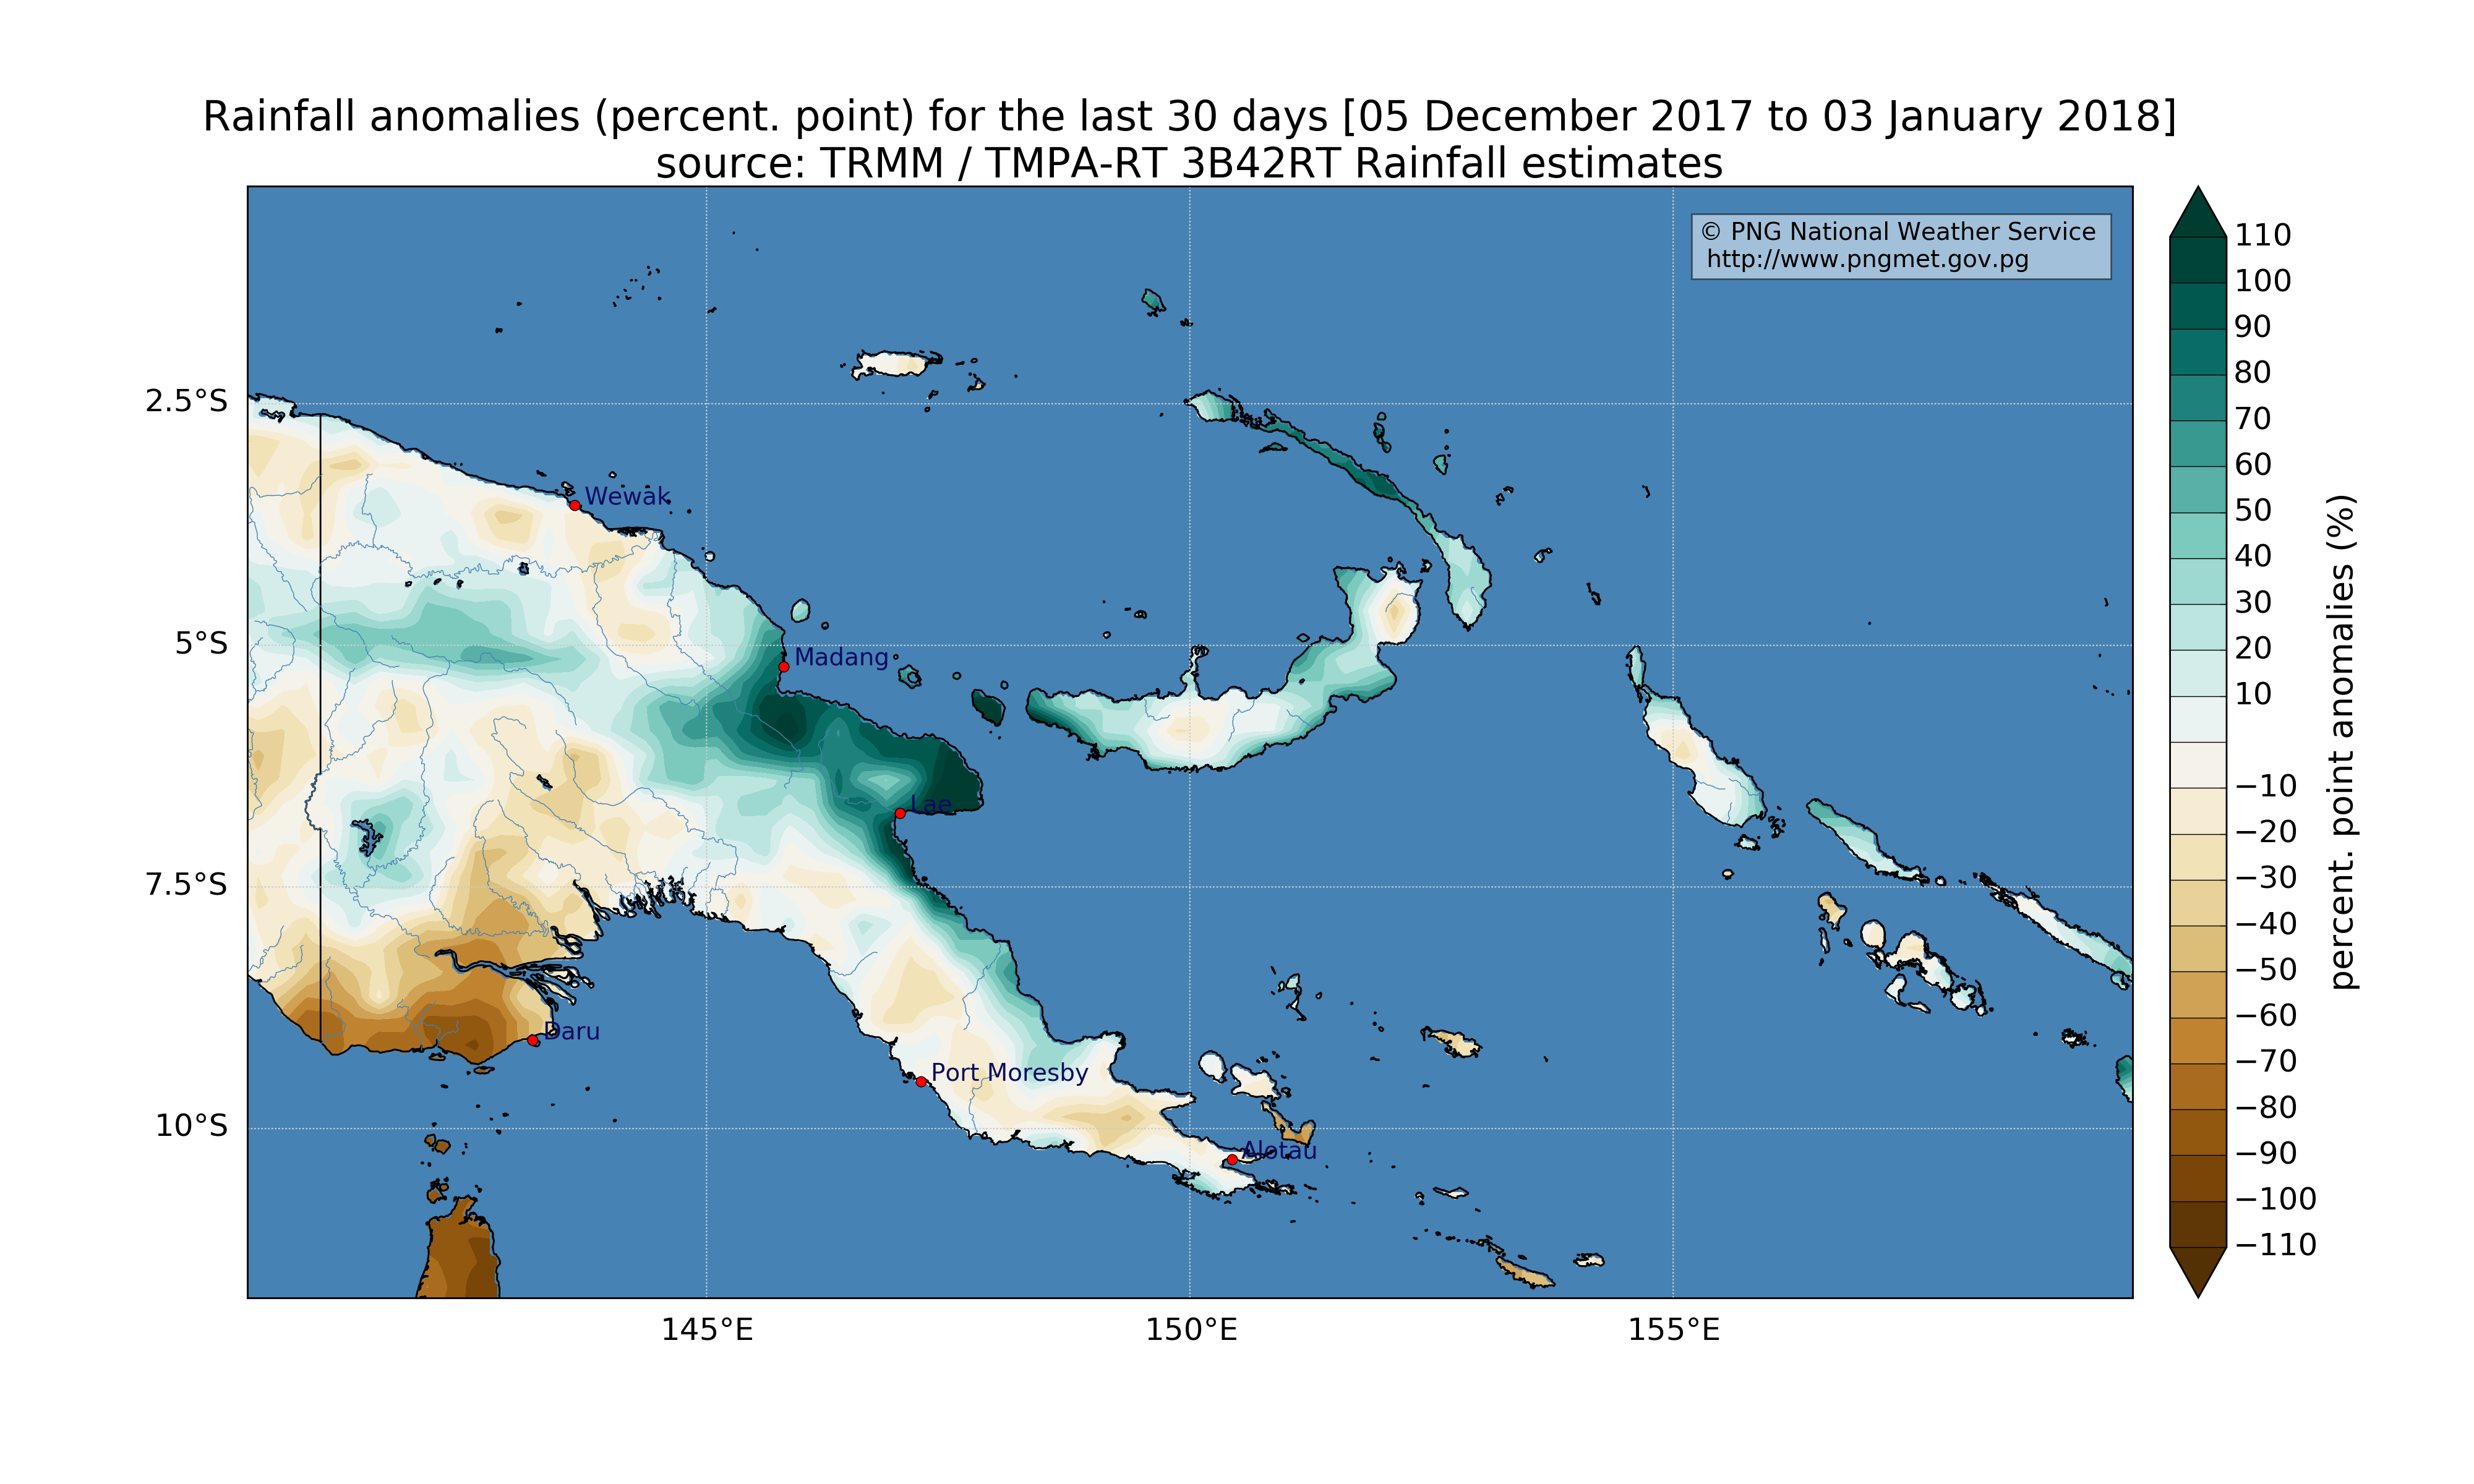 Rainfall anomalies (percent. point) for the last 30 days [05 December 2017 to 03 January 2018]
source: TRMM / TMPA-RT 3B42RT Rainfall estimates
© PNG National Weather Service
http://www.pngmet.gov.pg
2.5°S
5°S
7.5°S
10°S
Wewak
Madang
Lae
Daru
Port Moresby
Alotau
145°E
150°E
155°E
110
100
90
80
70
60
50
40
30
20
10
−10
−20
−30
−40
−50
−60
−70
−80
−90
−100
−110
percent. point anomalies (%)